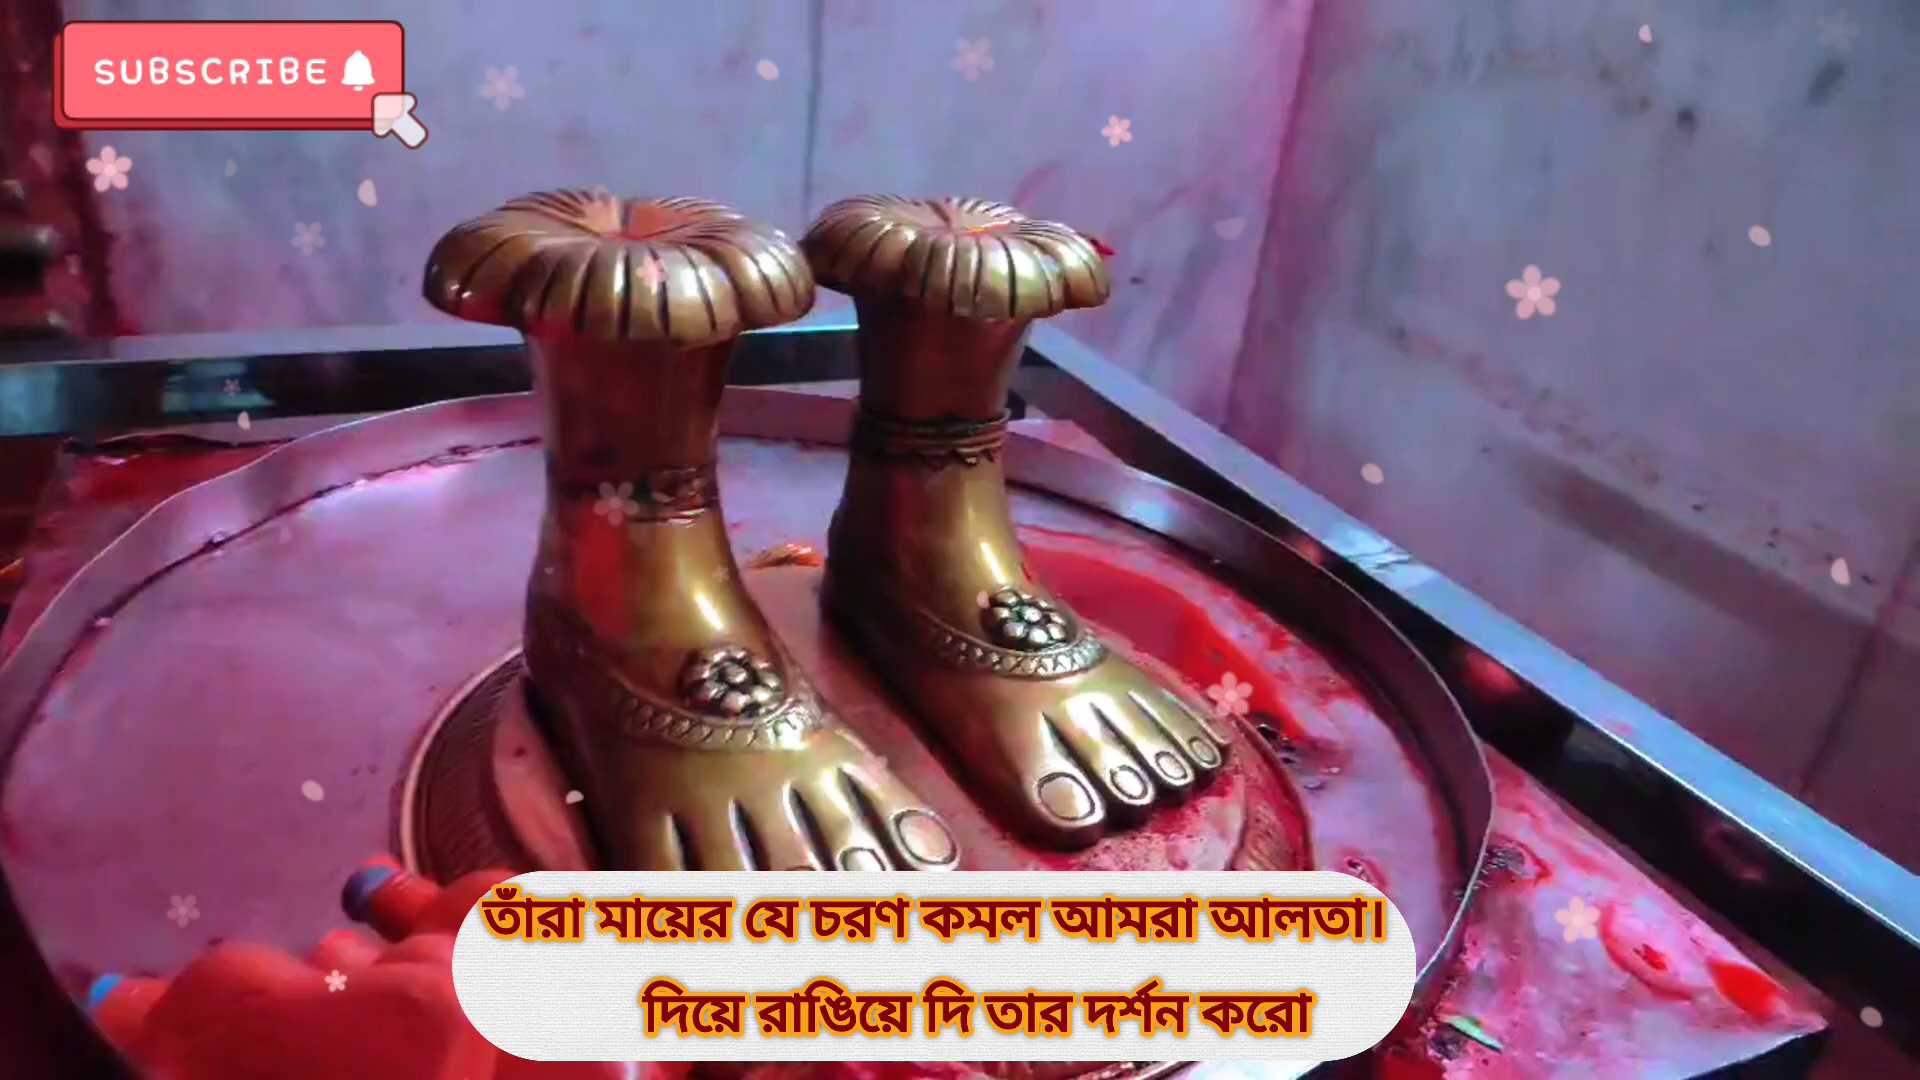 SUBSCRIBE
তাঁরা মায়ের যে চরণ কমল আমরা আলতা।
দিয়ে রাঙিয়ে দি তার দর্শন করো